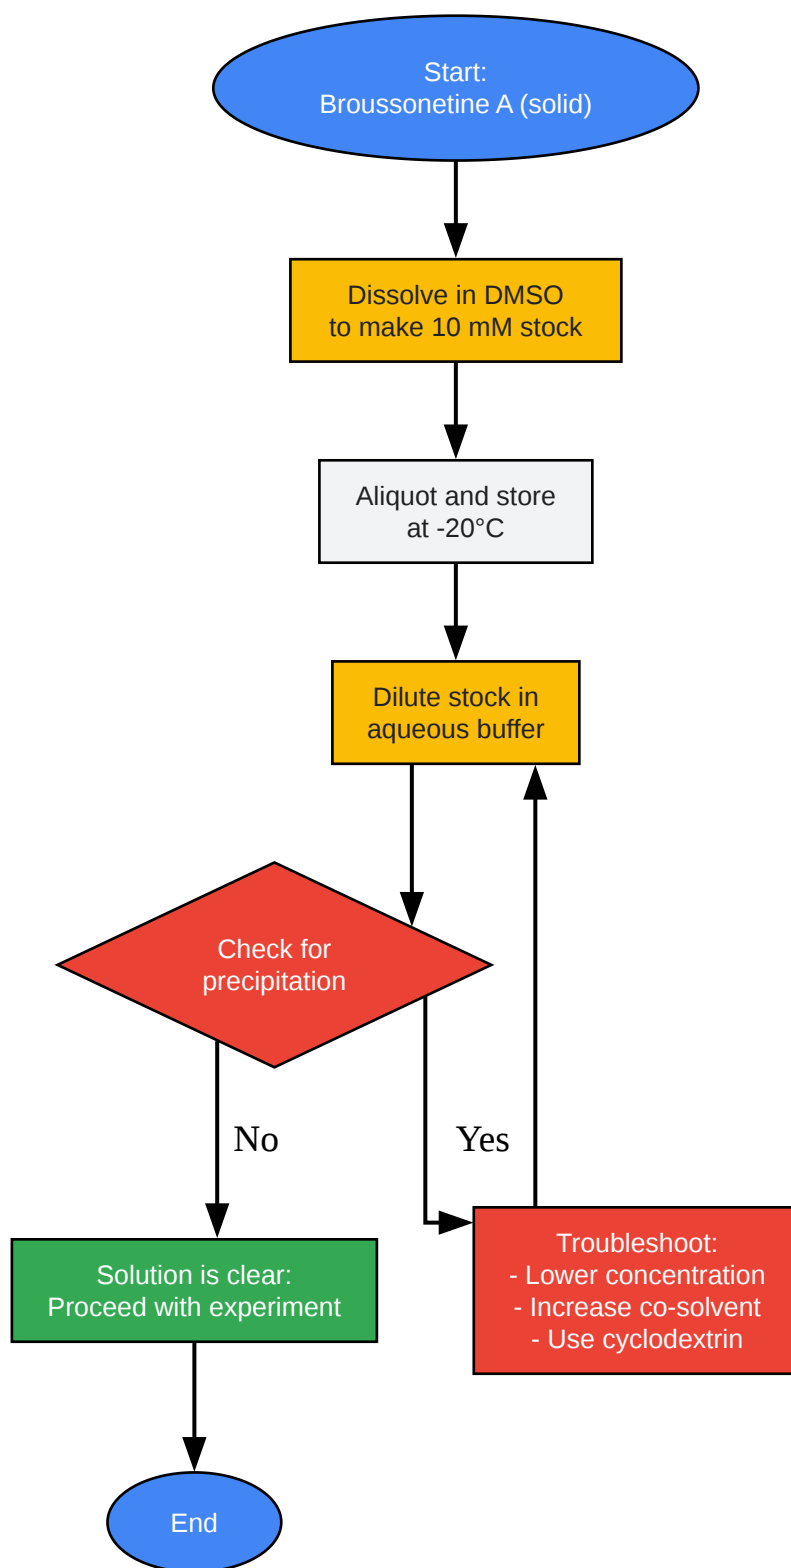 Start:
Broussonetine A (solid)
Dissolve in DMSO
to make 10 mM stock
Aliquot and store
at -20°C
Dilute stock in
aqueous buffer
Check for
precipitation
No
Yes
Solution is clear:
Proceed with experiment
Troubleshoot:
- Lower concentration
- Increase co-solvent
- Use cyclodextrin
End